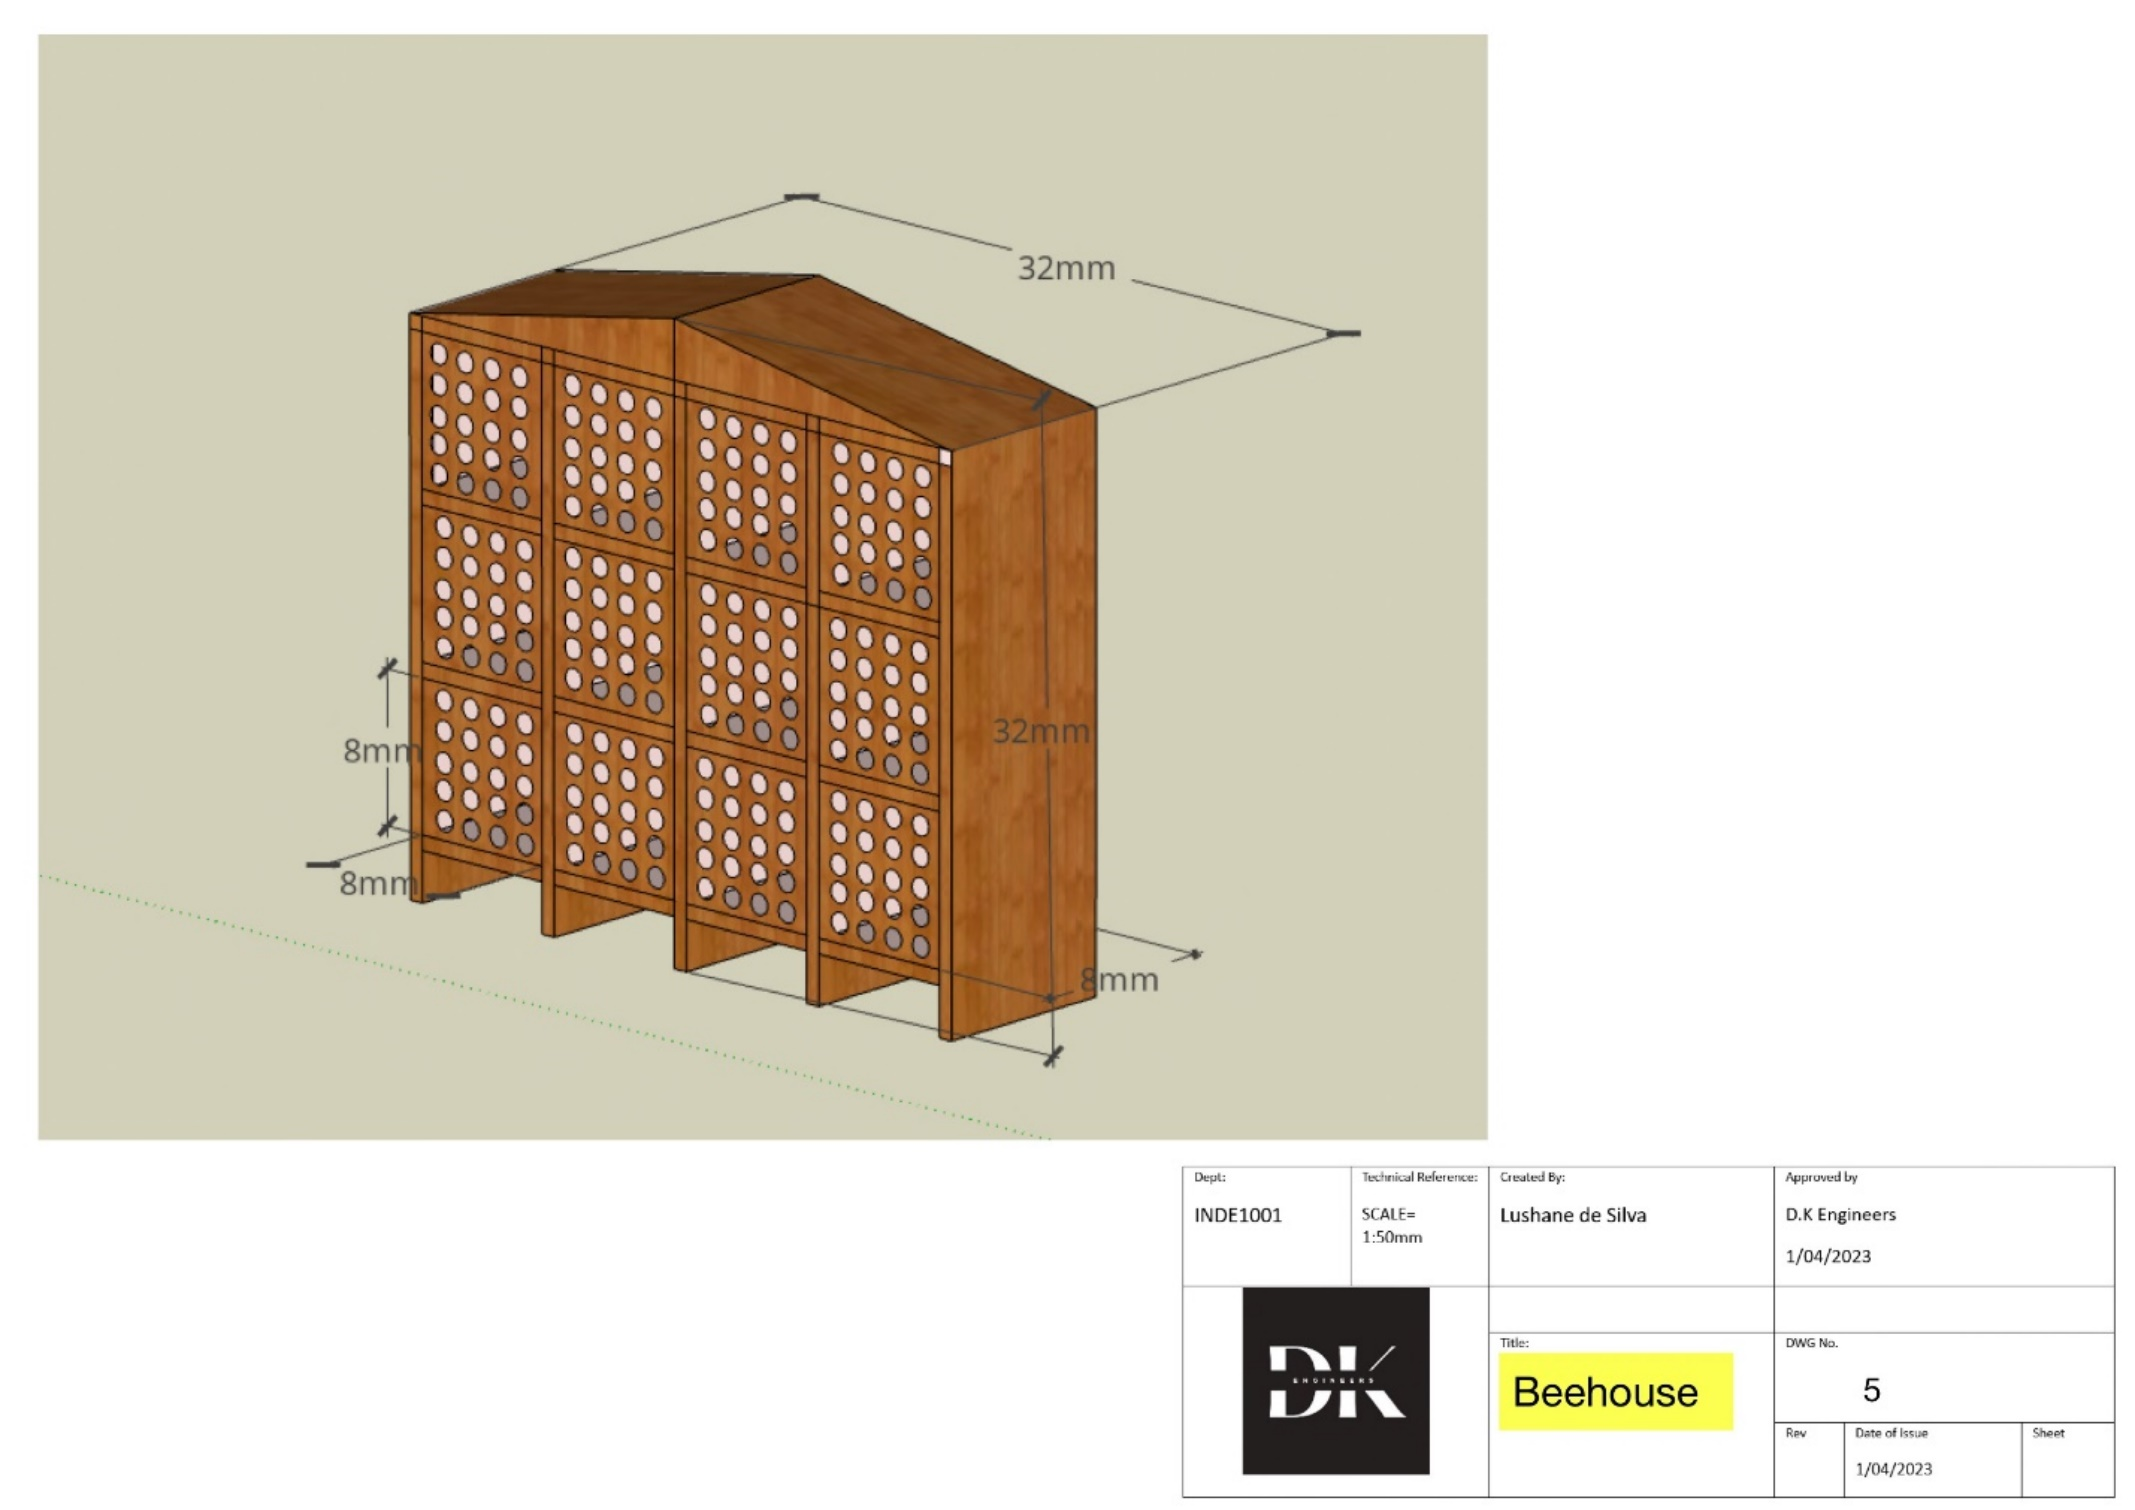 32mm
32mm
8mm
8mm
8mm
Dept:
INDE1001
Technical Reference:
SCALE=
1:50mm
Created By:
Lushane de Silva
Approved by
D.K Engineers
1/04/2023
DK
ENGINEERS
Title:
Beehouse
DWG No.
5
Rev
Date of Issue
1/04/2023
Sheet